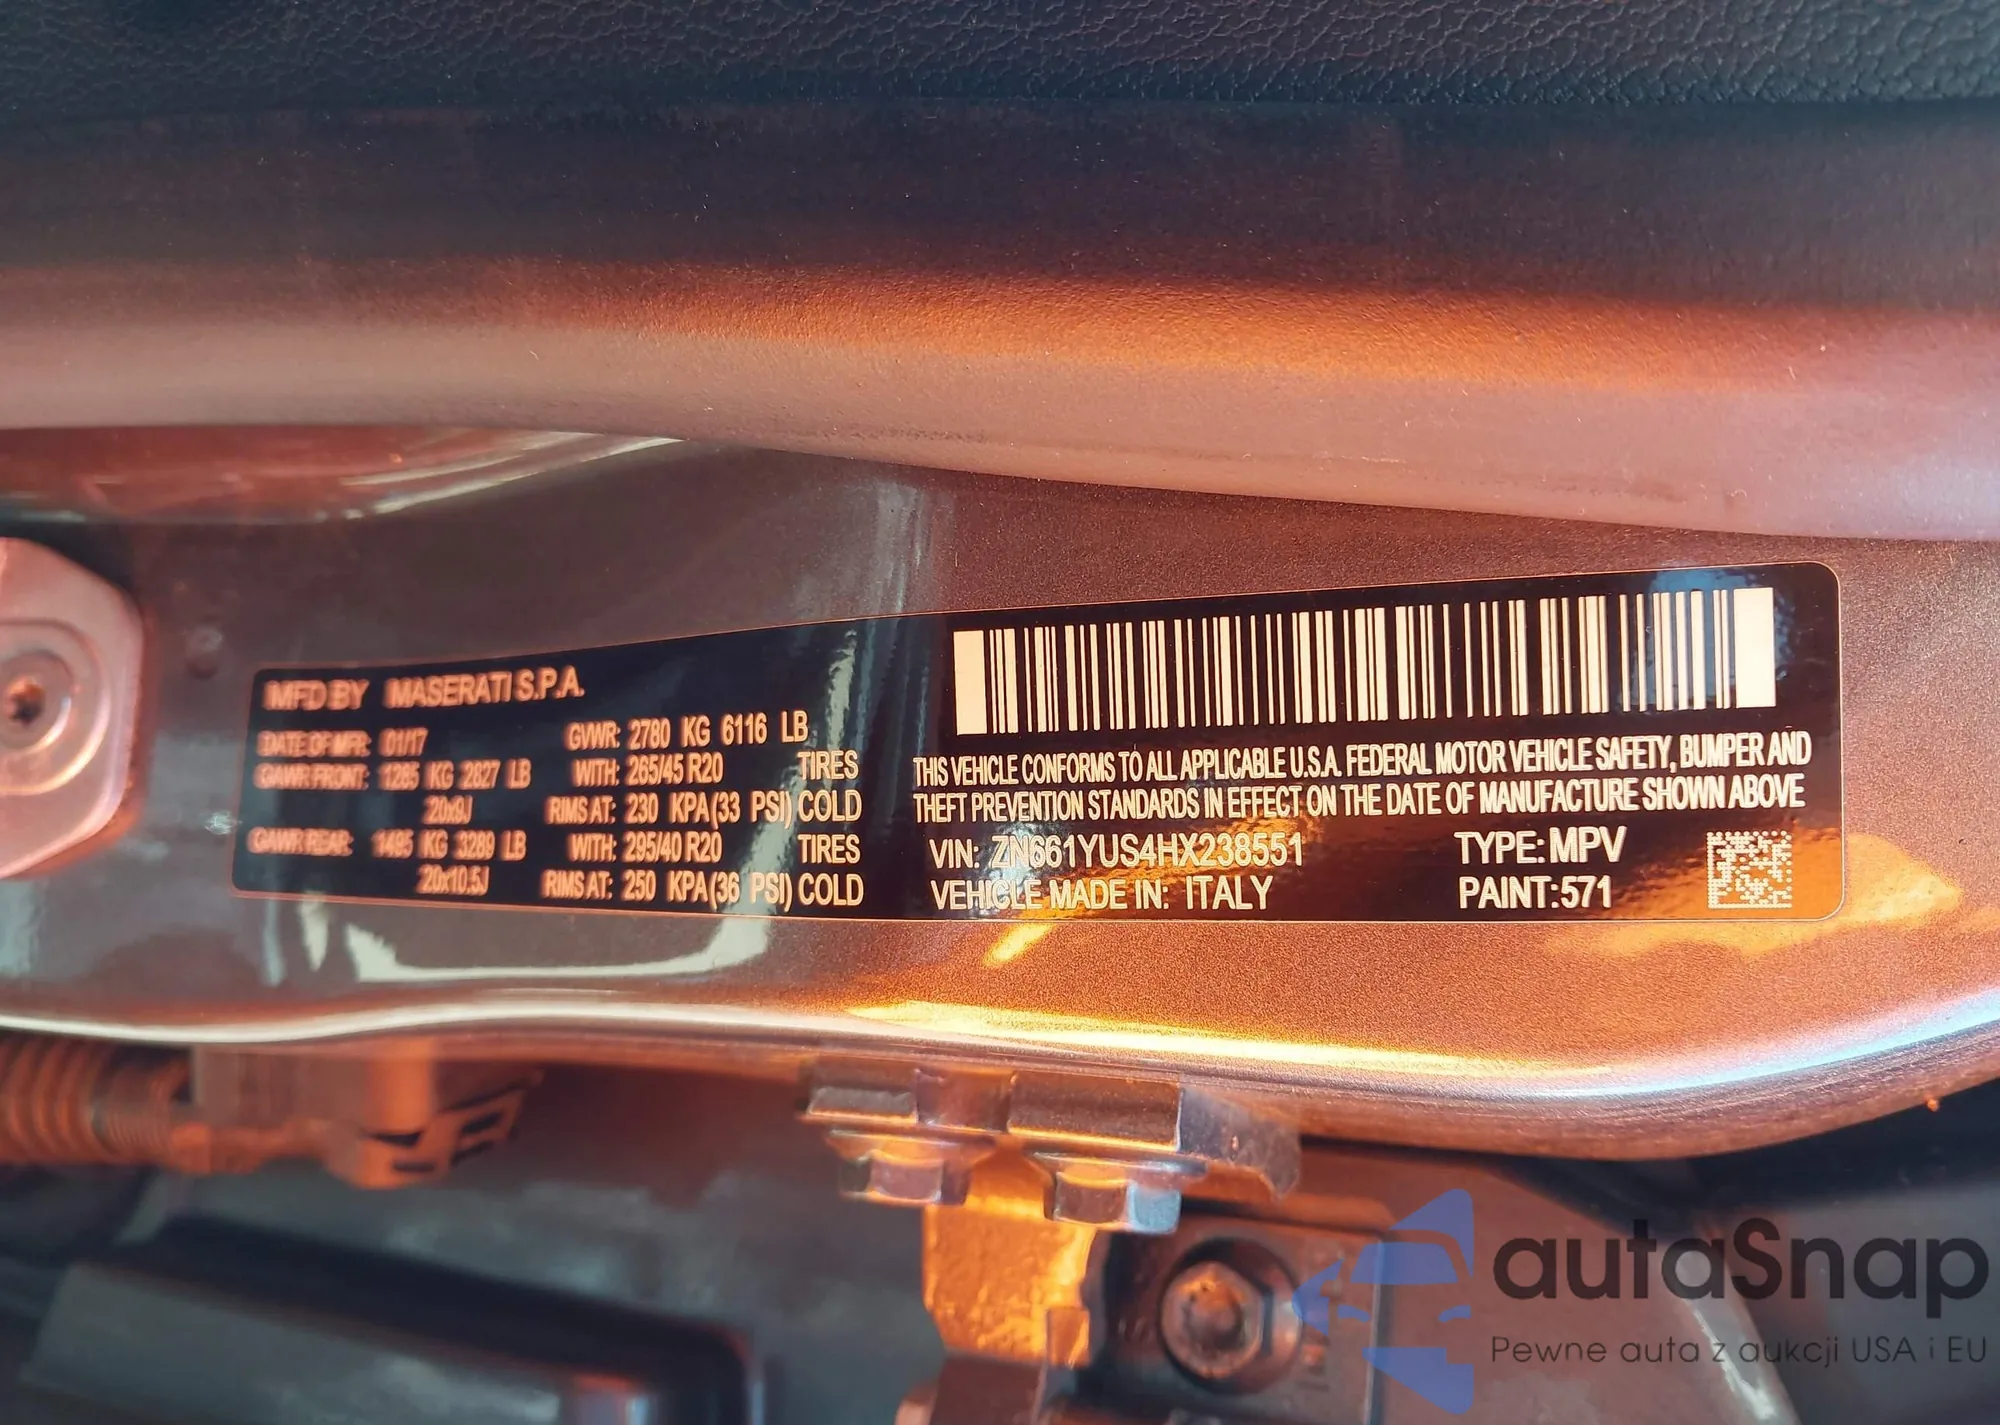 MFD BY MASERATI S.P.A.
DATE OF MFR: 01/17 GVWR: 2780 KG 6116 LB
GAWR FRONT: 1285 KG 2827 LB WITH: 265/45 R20 TIRES
20x9J RIMS AT: 230 KPA(33 PSI) COLD
GAWR REAR: 1495 KG 3289 LB WITH: 295/40 R20 TIRES
20x10.5J RIMS AT: 250 KPA(36 PSI) COLD
THIS VEHICLE CONFORMS TO ALL APPLICABLE U.S.A. FEDERAL MOTOR VEHICLE SAFETY, BUMPER AND
THEFT PREVENTION STANDARDS IN EFFECT ON THE DATE OF MANUFACTURE SHOWN ABOVE
VIN: ZN661YUS4HX238551 TYPE: MPV
VEHICLE MADE IN: ITALY PAINT:571
autaSnap
Pewne auta z aukcji USA i EU